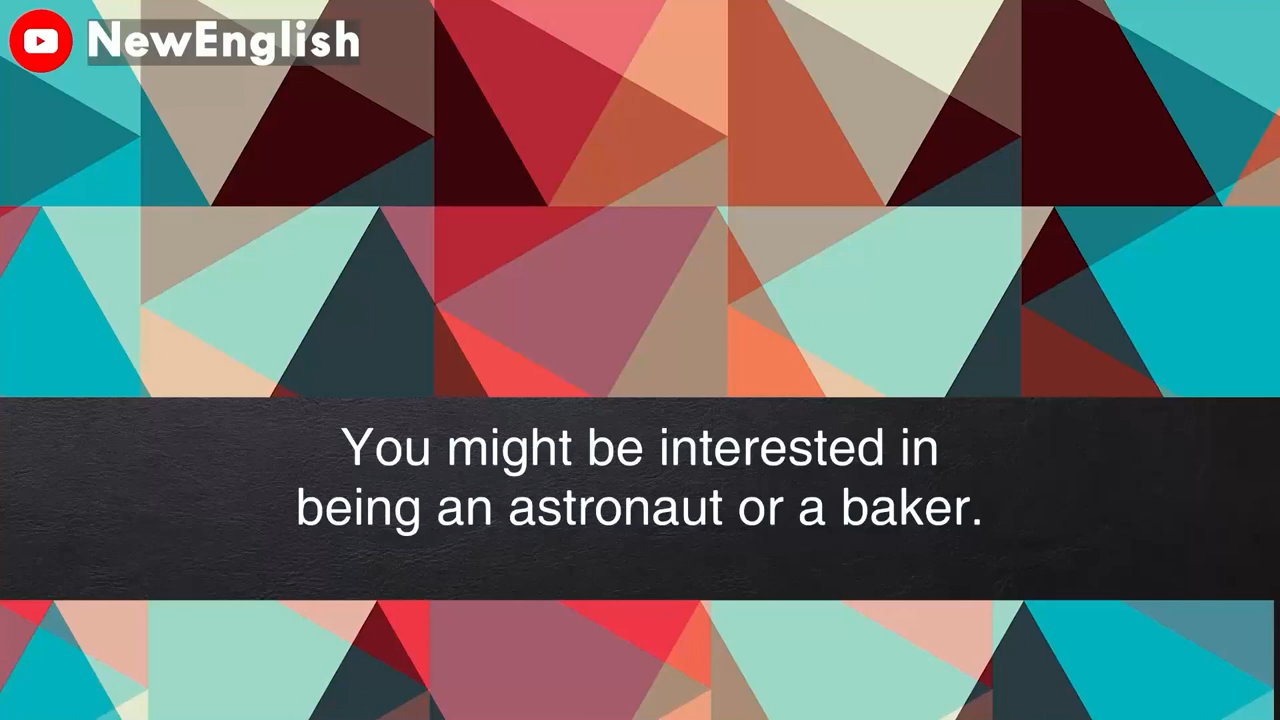 NewEnglish
You might be interested in
being an astronaut or a baker.